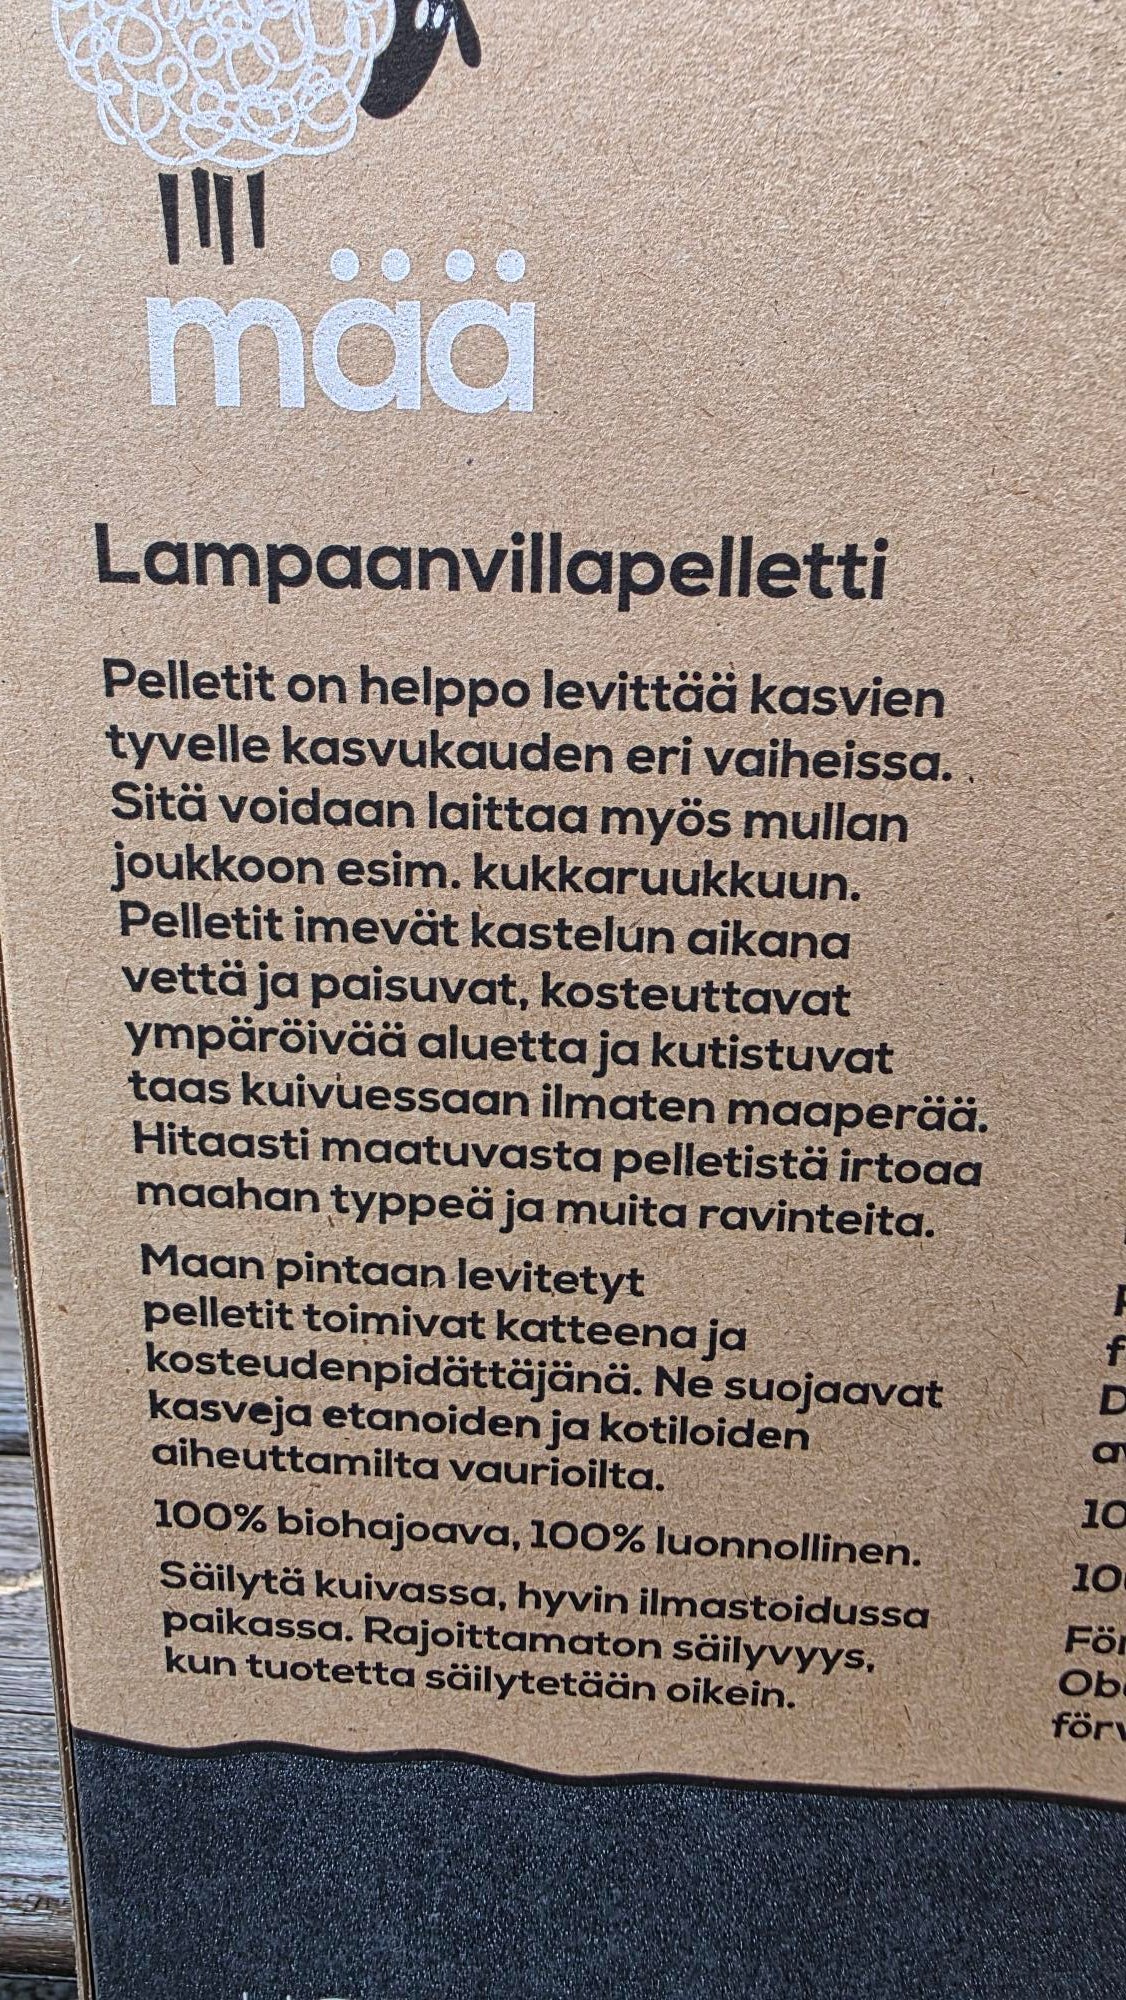 mää
Lampaanvillapelletti
Pelletit on helppo levittää kasvien
tyvelle kasvukauden eri vaiheissa. .
Sitä voidaan laittaa myös mullan
joukkoon esim. kukkaruukkuun.
Pelletit imevät kastelun aikana
vettä ja paisuvat, kosteuttavat
ympäröivää aluetta ja kutistuvat
taas kuivuessaan ilmaten maaperää.
Hitaasti maatuvasta pelletistä irtoaa
maahan typpeä ja muita ravinteita.
Maan pintaan levitetyt
pelletit toimivat katteena ja
kosteudenpidättäjänä. Ne suojaavat
kasveja etanoiden ja kotiloiden
aiheuttamilta vaurioilta.
100% biohajoava, 100% luonnollinen.
Säilytä kuivassa, hyvin ilmastoidussa
paikassa. Rajoittamaton säilyvyys,
kun tuotetta säilytetään oikein.